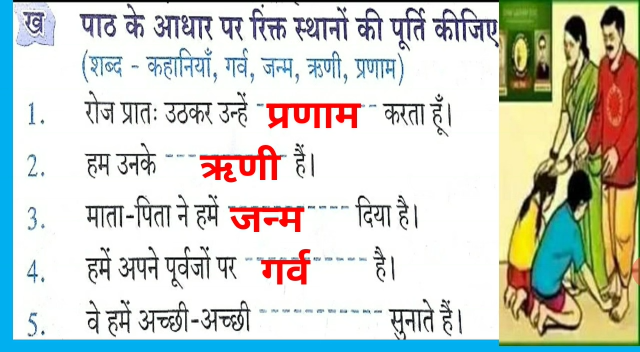 ख पाठ के आधार पर रिक्त स्थानों की पूर्ति कीजिए
(शब्द - कहानियाँ, गर्व, जन्म, ऋणी, प्रणाम)
1. रोज प्रातः उठकर उन्हें प्रणाम करता हूँ।
2. हम उनके ऋणी हैं।
3. माता-पिता ने हमें जन्म दिया है।
4. हमें अपने पूर्वजों पर गर्व है।
5. वे हमें अच्छी-अच्छी ---------- सुनाते हैं।